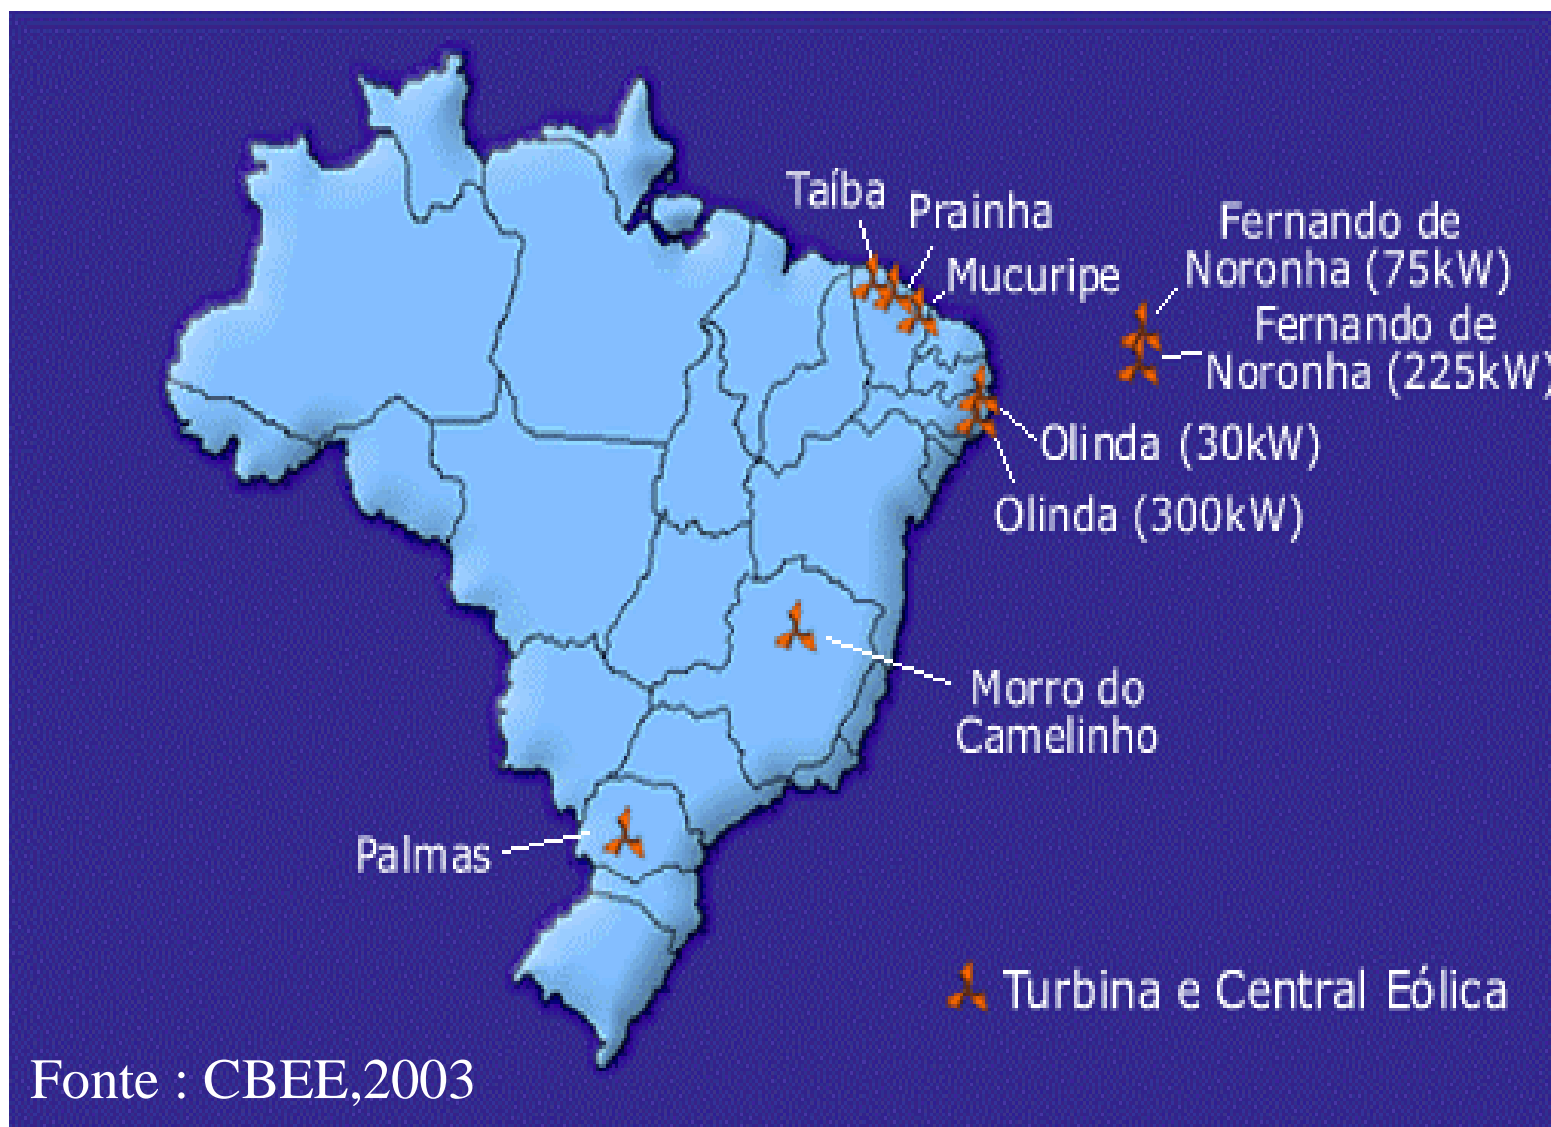 Taíba
Prainha
Mucuripe
Fernando de
Noronha (75kW)
Fernando de
Noronha (225kW)
Olinda (30kW)
Olinda (300kW)
Morro do
Camelinho
Palmas
Turbina e Central Eólica
Fonte : CBEE,2003